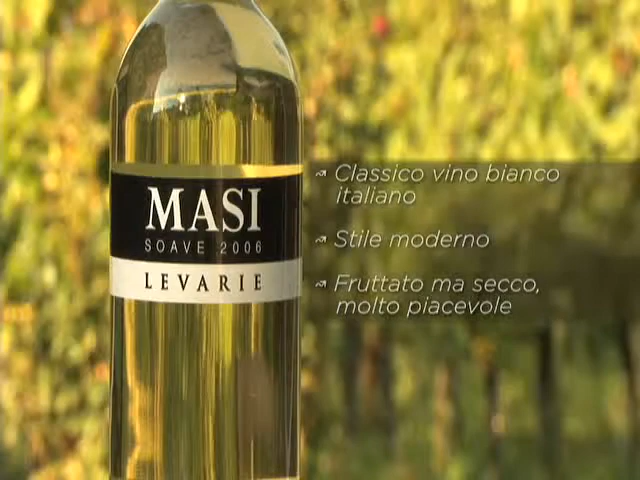 MASI
SOAVE 2006
LEVARIE
Classico vino bianco
italiano
Stile moderno
Fruttato ma secco,
molto piacevole